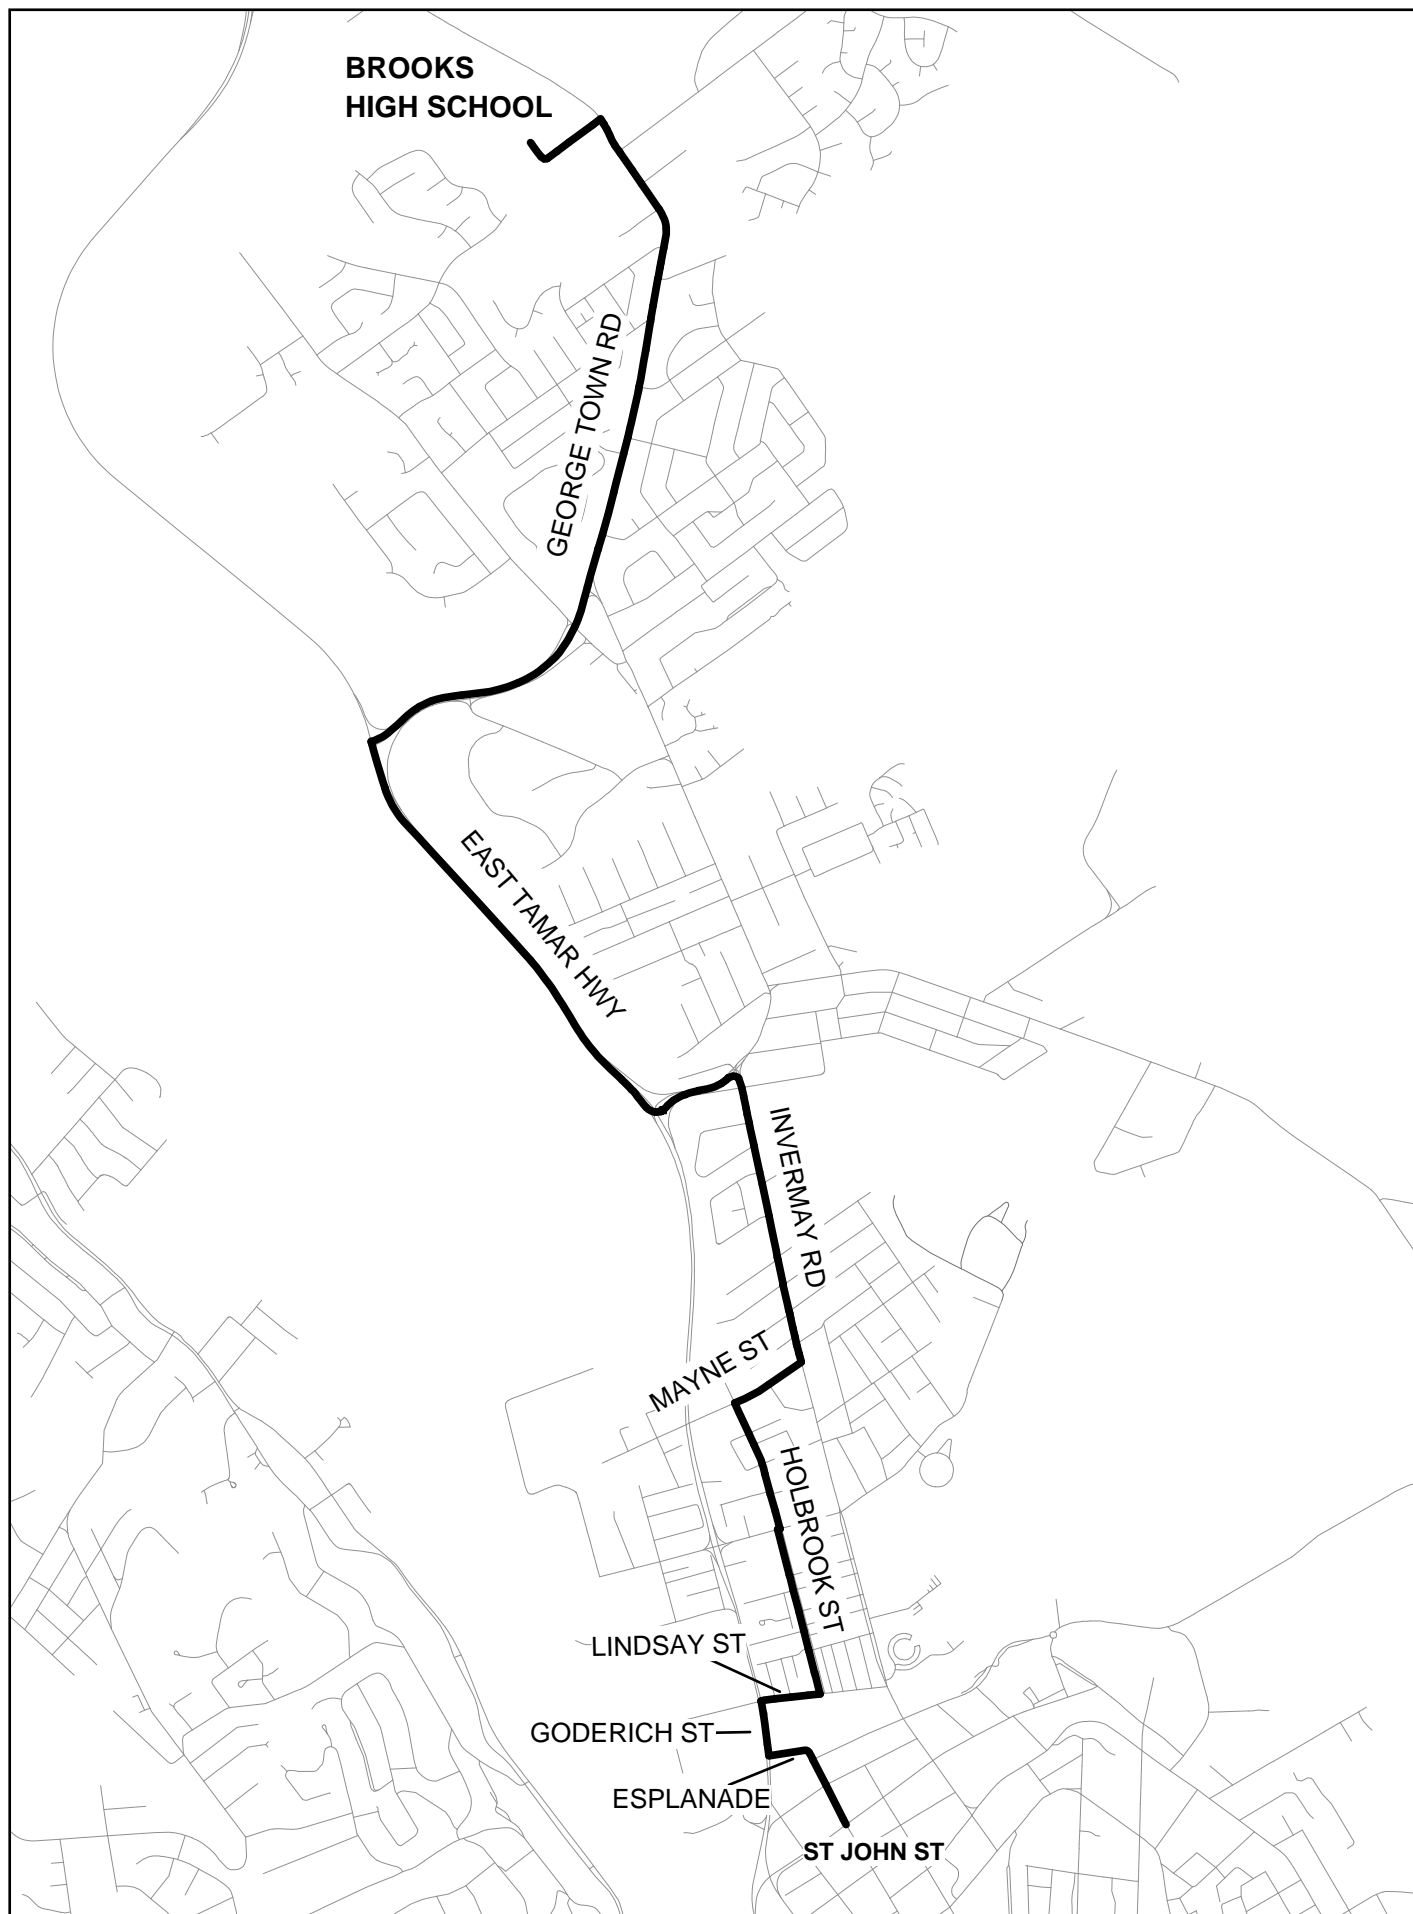 BROOKS
HIGH SCHOOL
GEORGE TOWN RD
EAST TAMAR HWY
INVERMAY RD
MAYNE ST
HOLBROOK ST
LINDSAY ST
GODERICH ST
ESPLANADE
ST JOHN ST